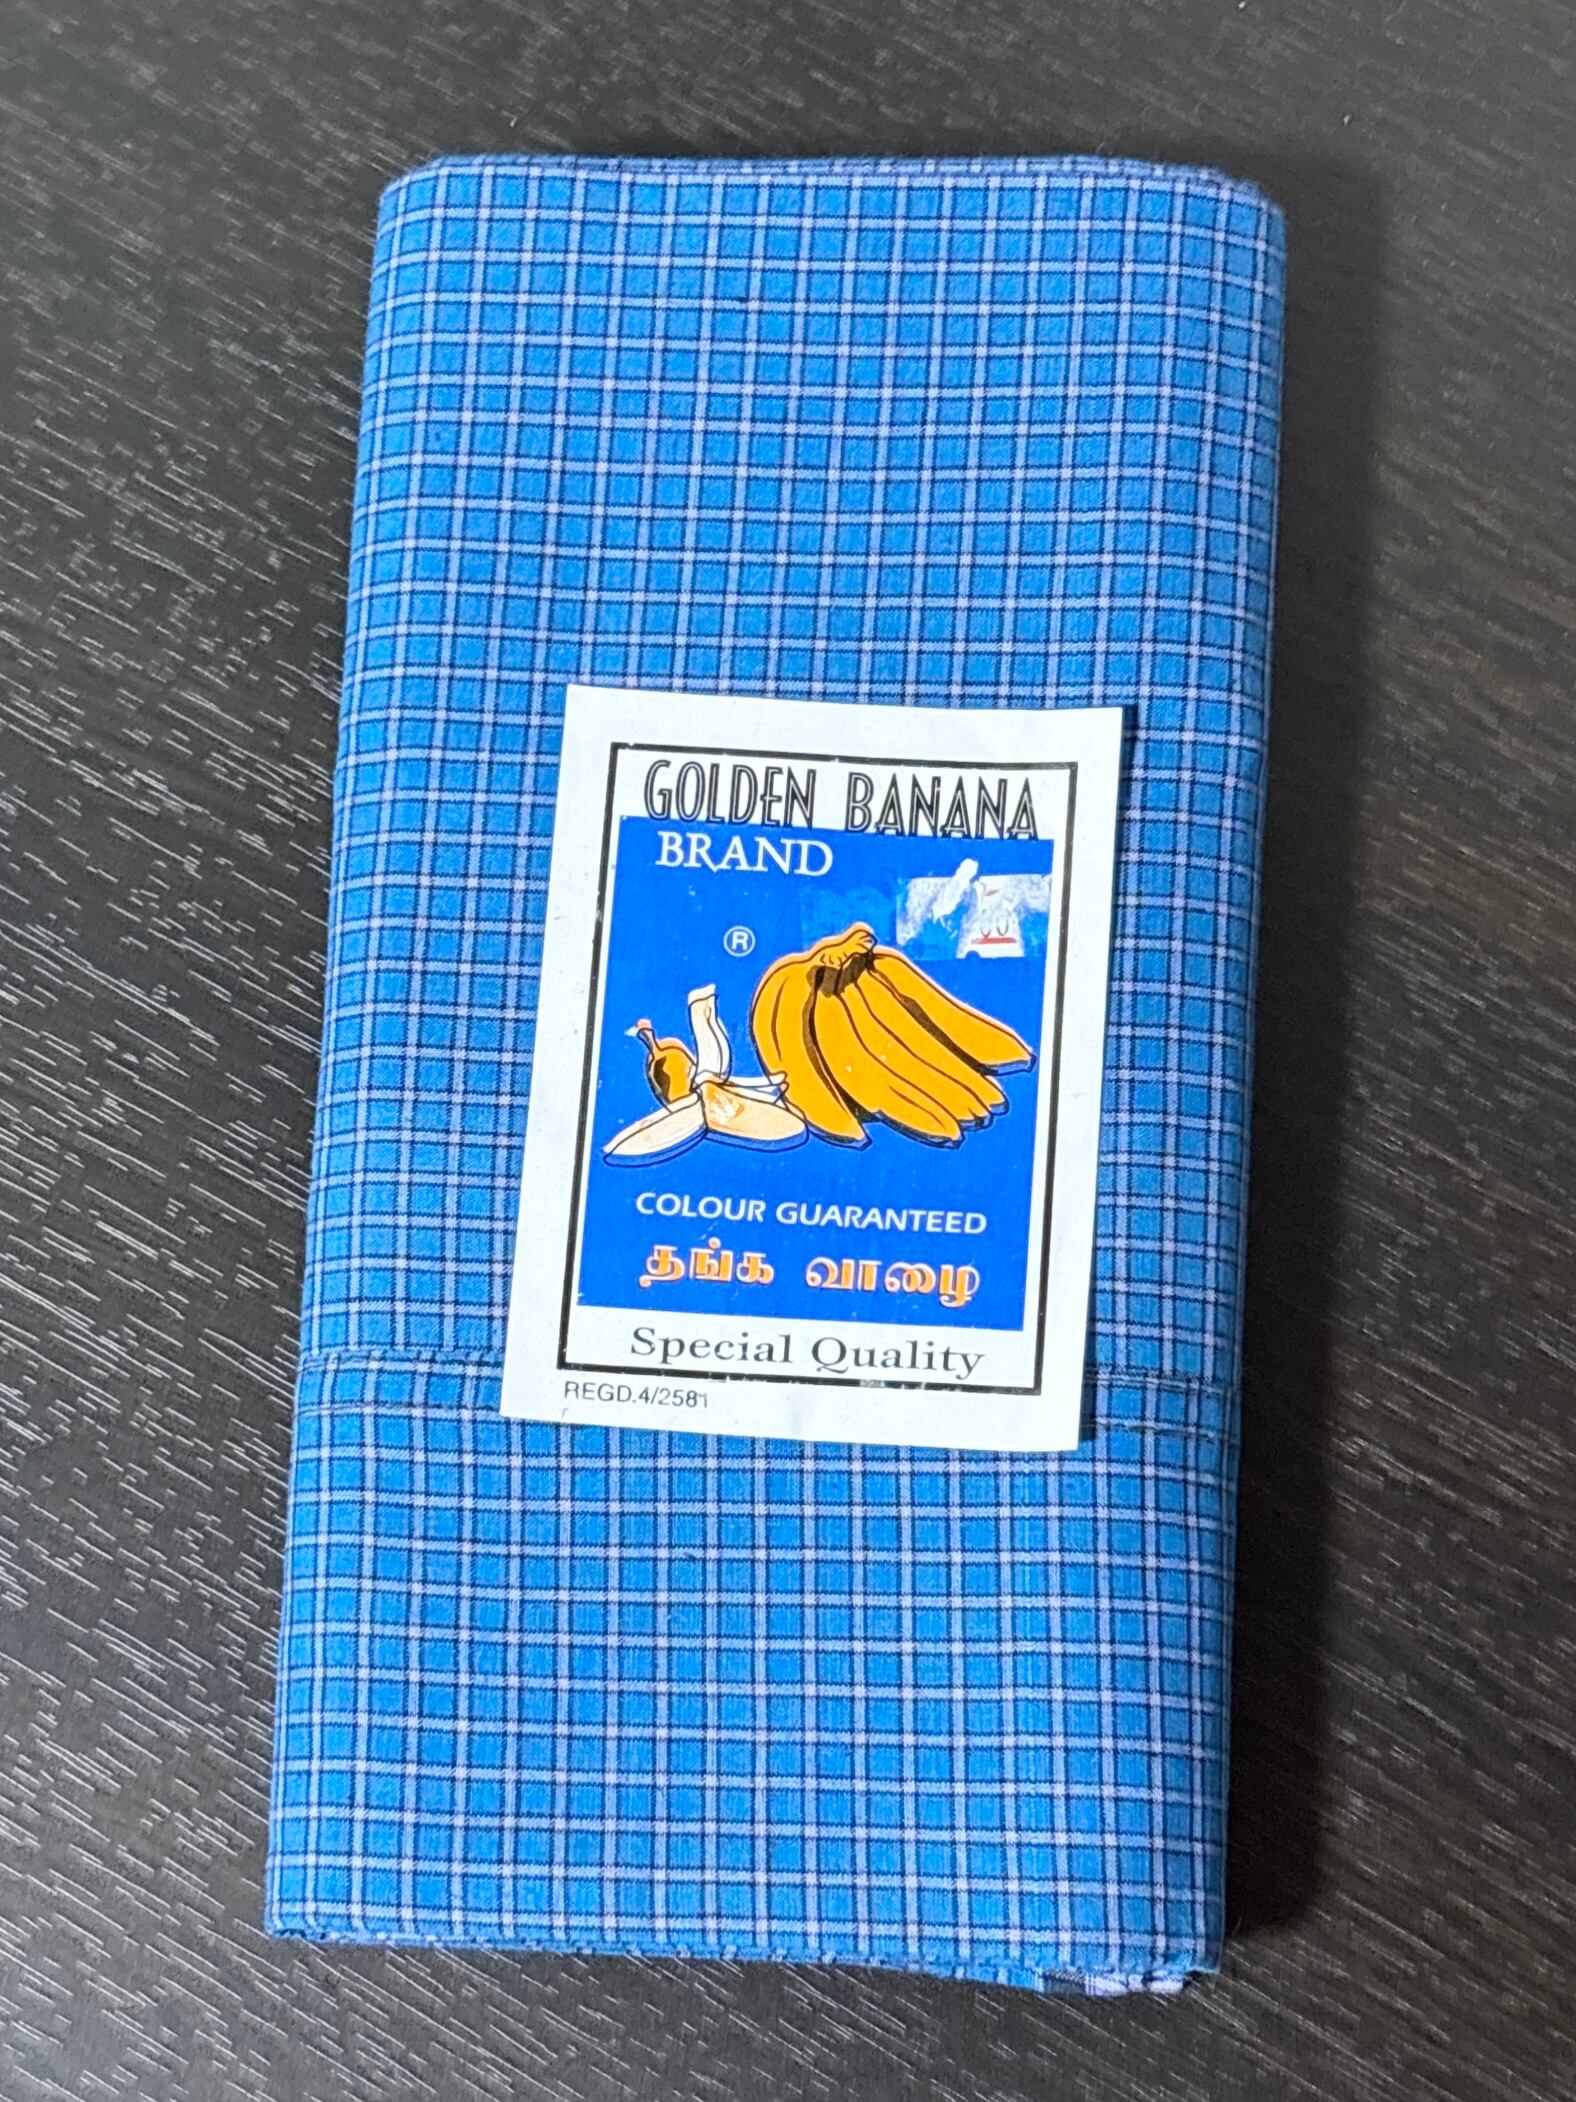 GOLDEN BANANA
BRAND
®
COLOUR GUARANTEED
தங்க வாழை
Special Quality
REGD.4/2581